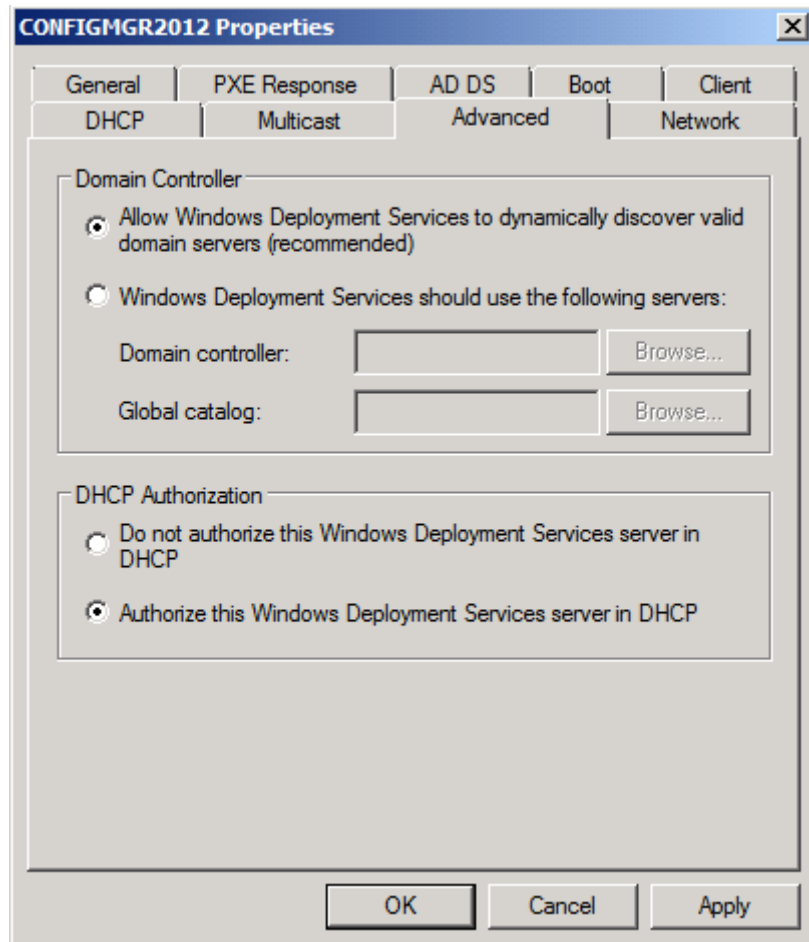 CONFIGMGR2012 Properties
General PXE Response AD DS Boot Client
DHCP Multicast Advanced Network
Domain Controller
Allow Windows Deployment Services to dynamically discover valid
domain servers (recommended)
Windows Deployment Services should use the following servers:
Domain controller: Browse...
Global catalog: Browse...
DHCP Authorization
Do not authorize this Windows Deployment Services server in
DHCP
Authorize this Windows Deployment Services server in DHCP
OK Cancel Apply